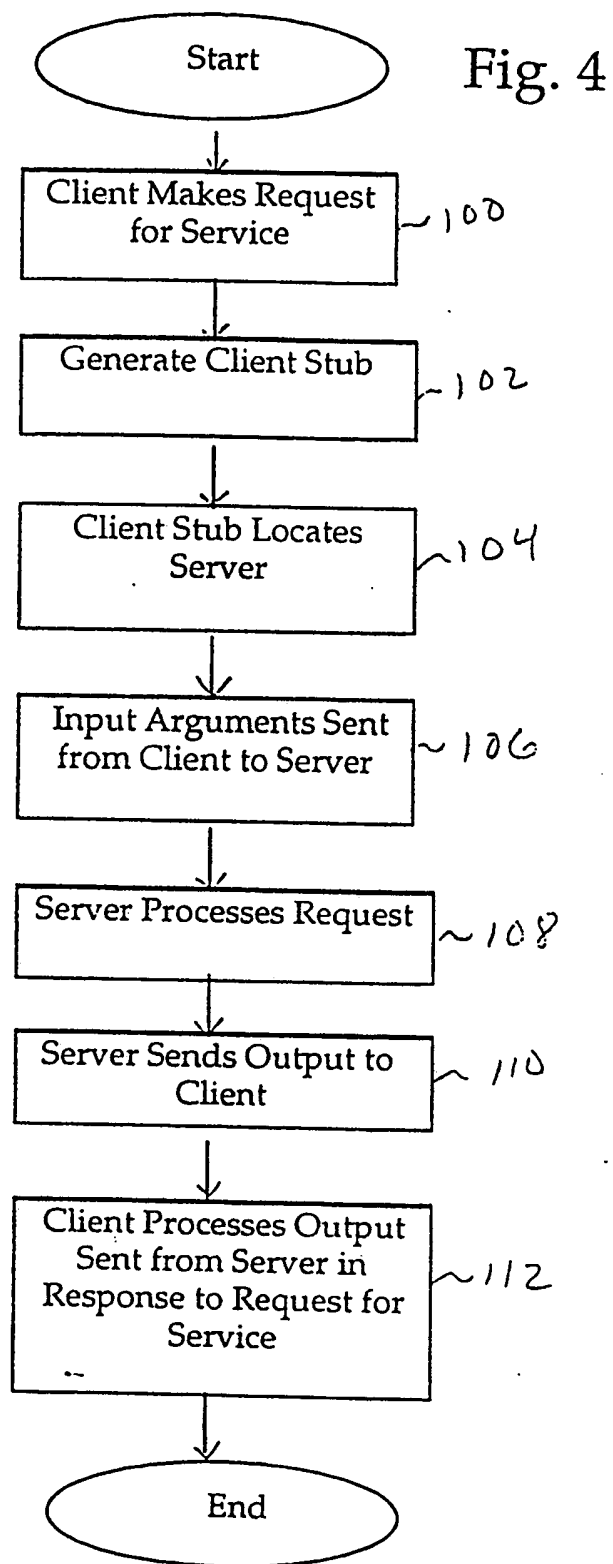 Start
Fig. 4
Client Makes Request
for Service
100
Generate Client Stub
102
Client Stub Locates
Server
104
Input Arguments Sent
from Client to Server
106
Server Processes Request
108
Server Sends Output to
Client
110
Client Processes Output
Sent from Server in
Response to Request for
Service
112
End